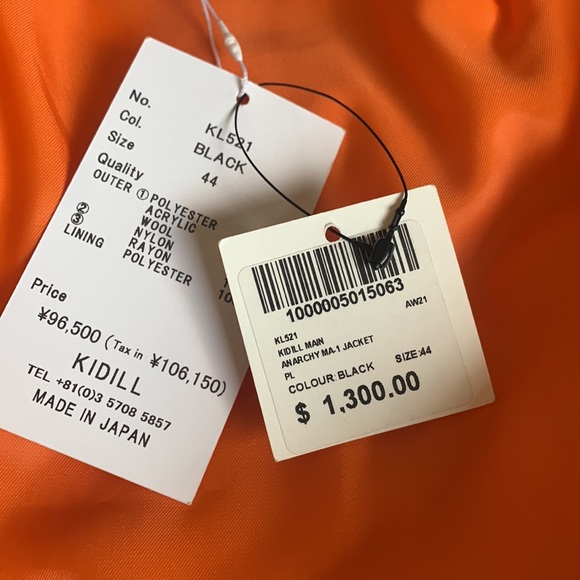 No. KL521
Col. BLACK
Size 44
Quality
OUTER ① POLYESTER
ACRYLIC
② WOOL
③ NYLON
RAYON
LINING POLYESTER
Price
¥96,500 (Tax in ¥106,150)
KIDILL
TEL +81(0)3 5708 5857
MADE IN JAPAN
1000005015063
AW21
KL521
KIDILL MAIN
ANARCHY MA-1 JACKET
PL
COLOUR: BLACK SIZE:44
$ 1,300.00